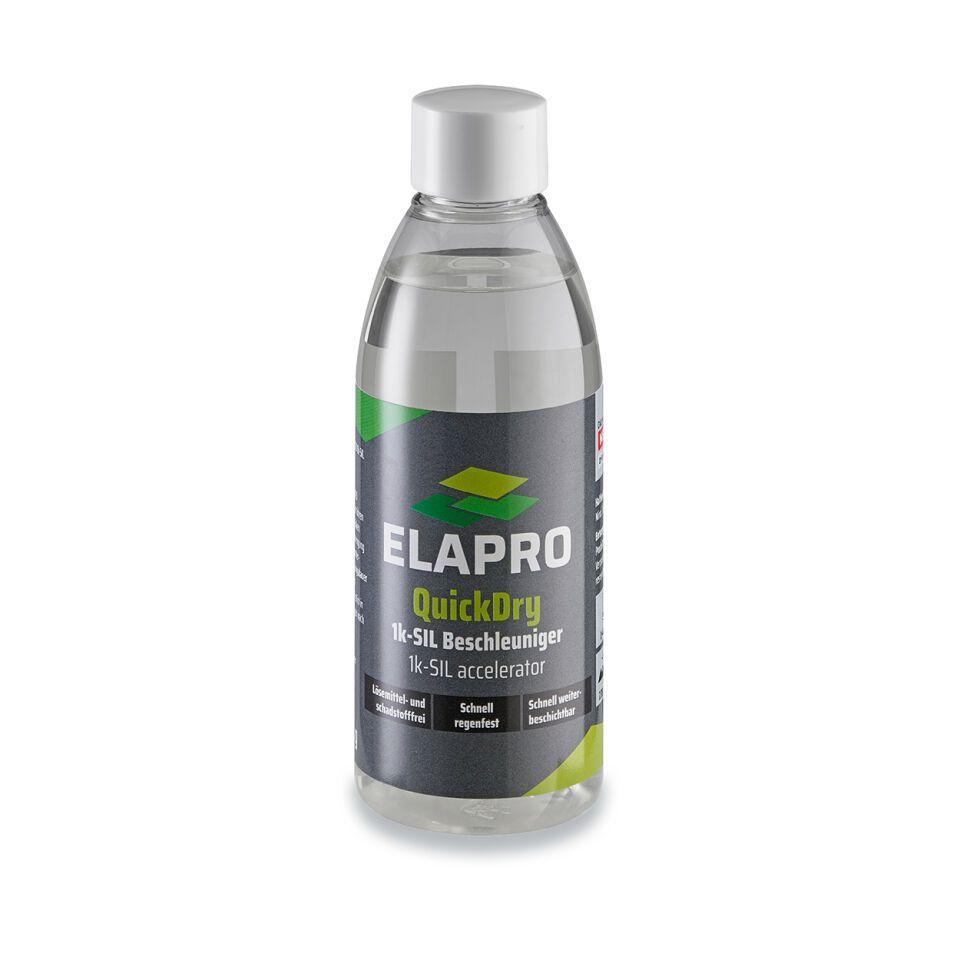 ELAPRO
QuickDry
1k-SIL Beschleuniger
1k-SIL accelerator
Lösemittel- und
schadstofffrei
Schnell
regenfest
Schnell weiter-
beschichtbar